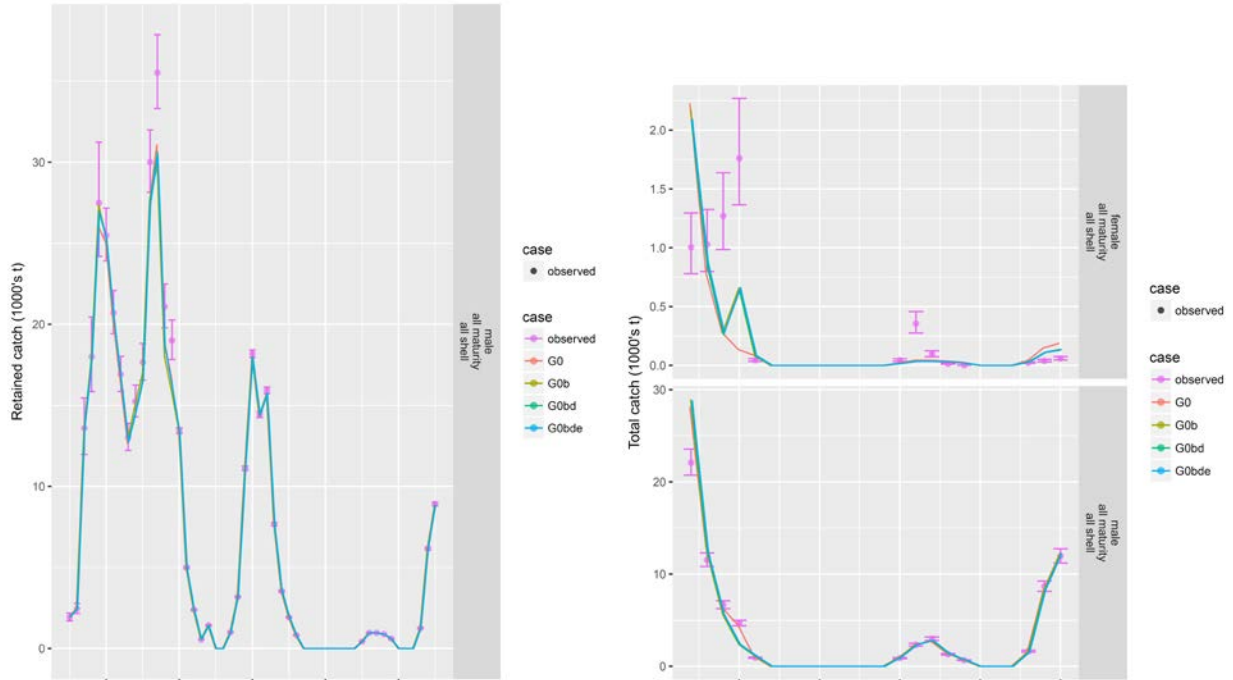 Retained catch (1000's t)
30
20
10
0
male
all maturity
all shell
case
observed
case
observed
G0
G0b
G0bd
G0bde
Total catch (1000's t)
2.0
1.5
1.0
0.5
0.0
female
all maturity
all shell
30
20
10
0
male
all maturity
all shell
case
observed
case
observed
G0
G0b
G0bd
G0bde